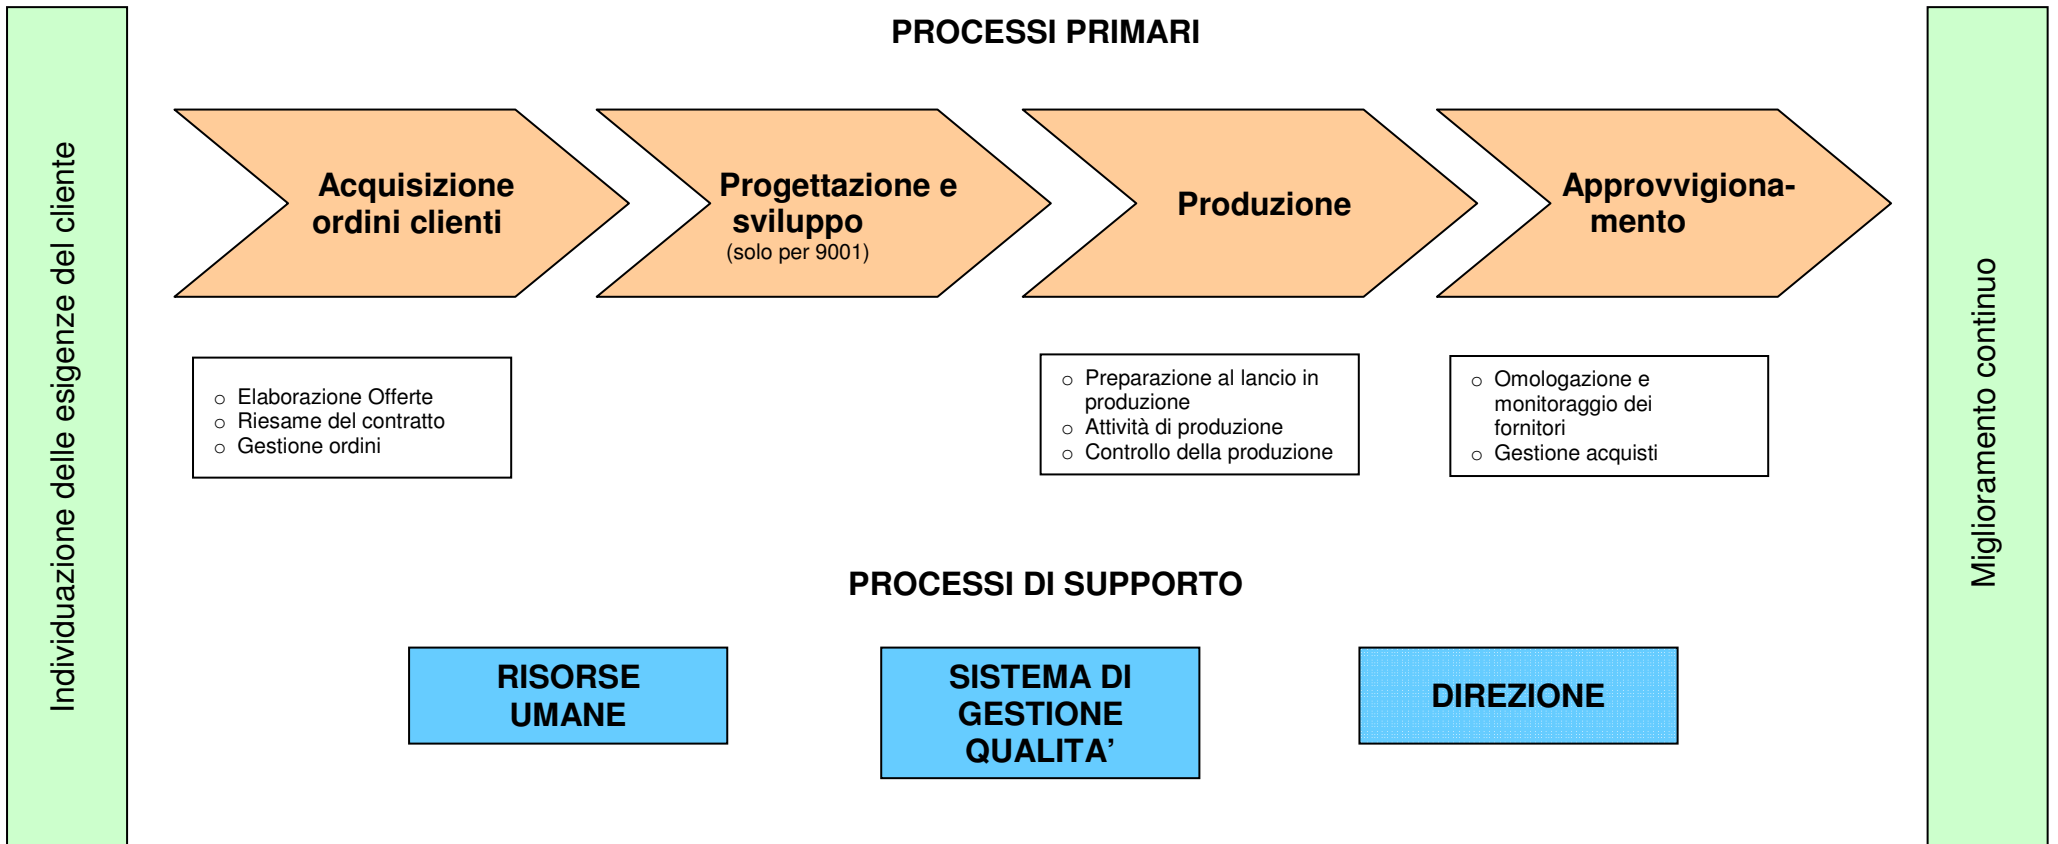 Individuazione delle esigenze del cliente
PROCESSI PRIMARI
Acquisizione
ordini clienti
Progettazione e
sviluppo
(solo per 9001)
Produzione
Approvvigiona-
mento
o Elaborazione Offerte
o Riesame del contratto
o Gestione ordini
o Preparazione al lancio in
produzione
o Attività di produzione
o Controllo della produzione
o Omologazione e
monitoraggio dei
fornitori
o Gestione acquisti
PROCESSI DI SUPPORTO
RISORSE
UMANE
SISTEMA DI
GESTIONE
QUALITA’
DIREZIONE
Miglioramento continuo